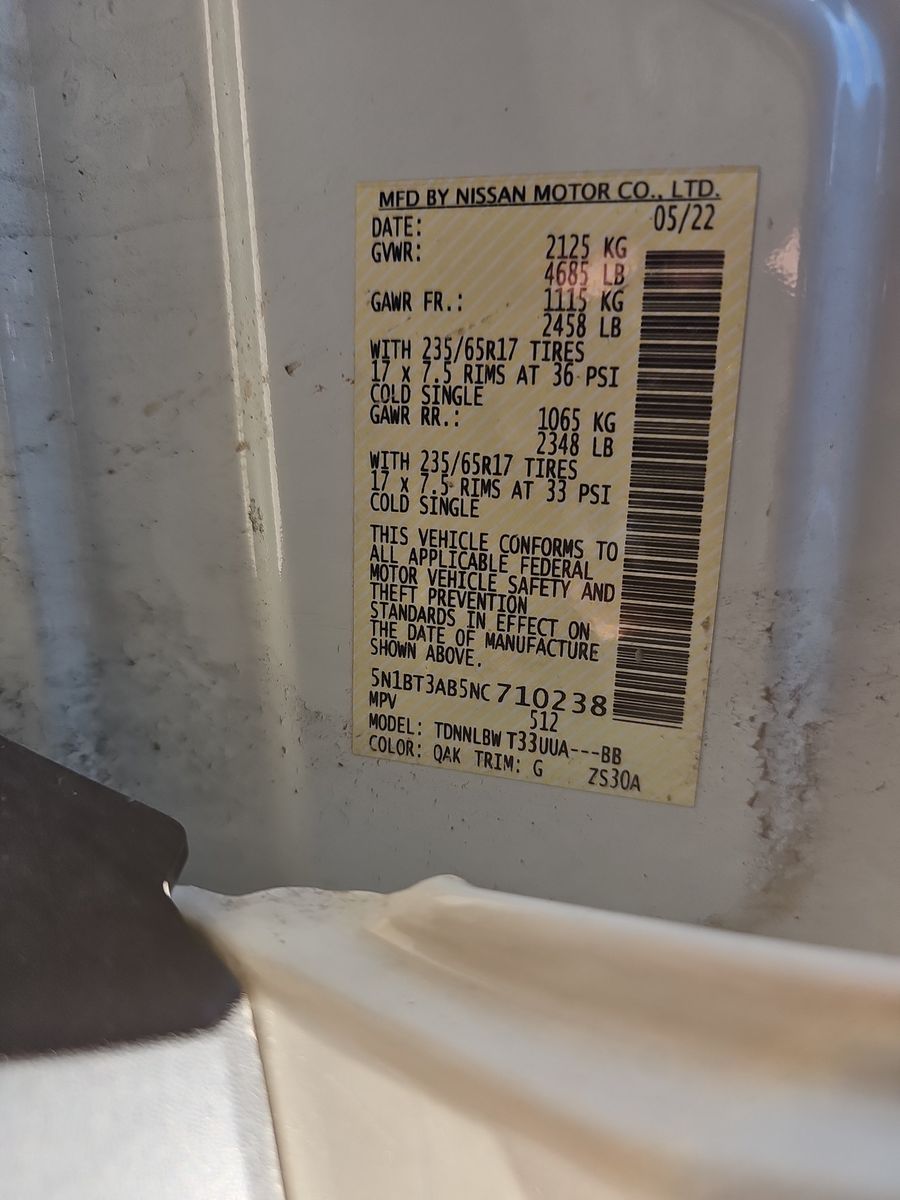 MFD BY NISSAN MOTOR CO., LTD.
DATE: 05/22
GVWR: 2125 KG
4685 LB
GAWR FR.: 1115 KG
2458 LB
WITH 235/65R17 TIRES
17 x 7.5 RIMS AT 36 PSI
COLD SINGLE
GAWR RR.: 1065 KG
2348 LB
WITH 235/65R17 TIRES
17 x 7.5 RIMS AT 33 PSI
COLD SINGLE
THIS VEHICLE CONFORMS TO
ALL APPLICABLE FEDERAL
MOTOR VEHICLE SAFETY AND
THEFT PREVENTION
STANDARDS IN EFFECT ON
THE DATE OF MANUFACTURE
SHOWN ABOVE.
5N1BT3AB5NC710238
MPV 512
MODEL: TDNNLBW T33UUA---BB
COLOR: QAK TRIM: G ZS30A